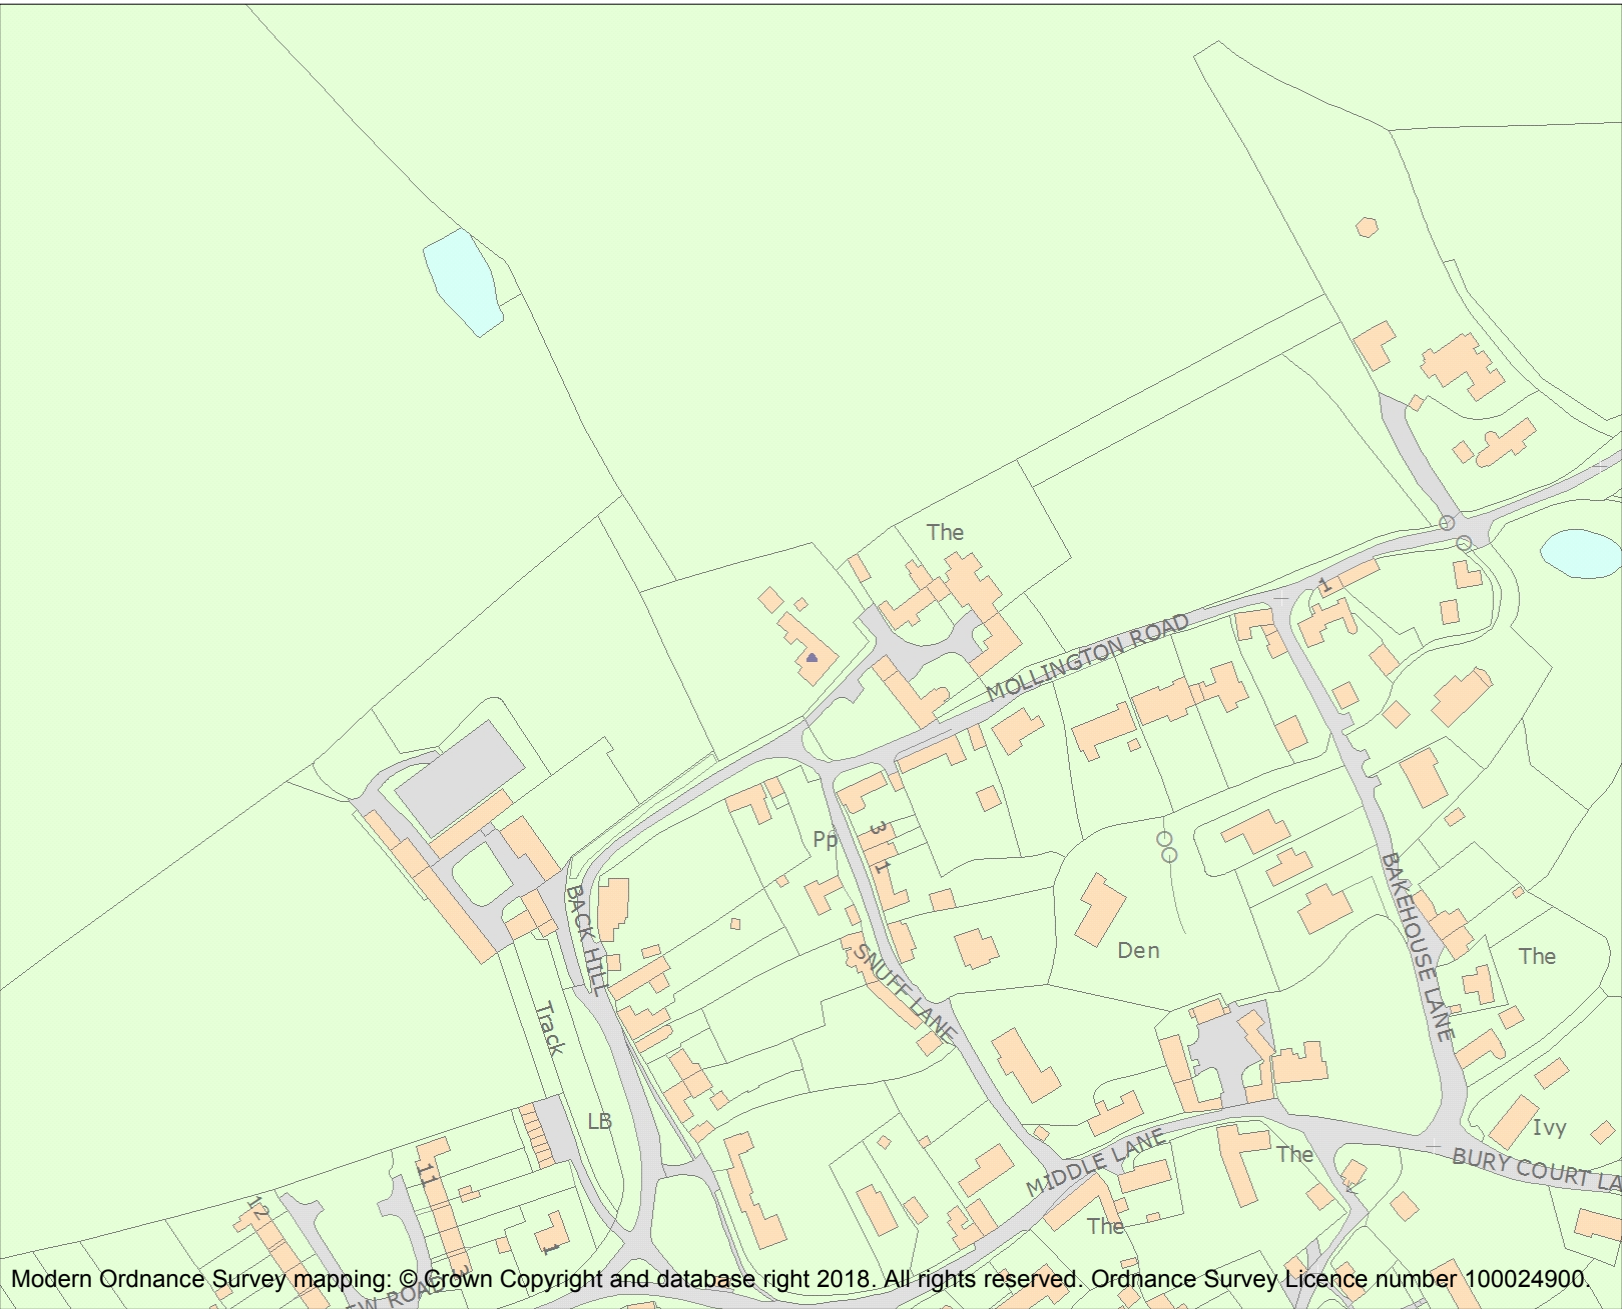 The
MOLLINGTON ROAD
1
Pp
3
1
BACK HILL
BAKEHOUSE LANE
Den
The
SNUFF LANE
Track
LB
Ivy
MIDDLE LANE
The
BURY COURT LA
11
12
The
1
EW ROAD
Modern Ordnance Survey mapping: © Crown Copyright and database right 2018. All rights reserved. Ordnance Survey Licence number 100024900.